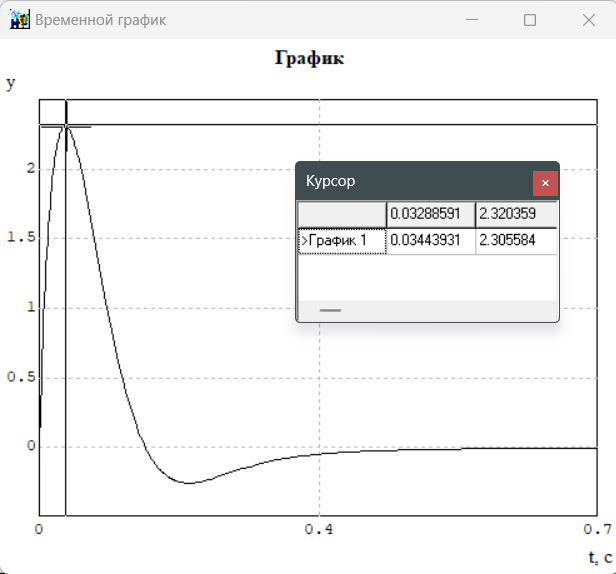 Временной график
График
y
Курсор
0.03288591 2.320359
>График 1 0.03443931 2.305584
2
1.5
1
0.5
0
0 0.4 0.7
t, с